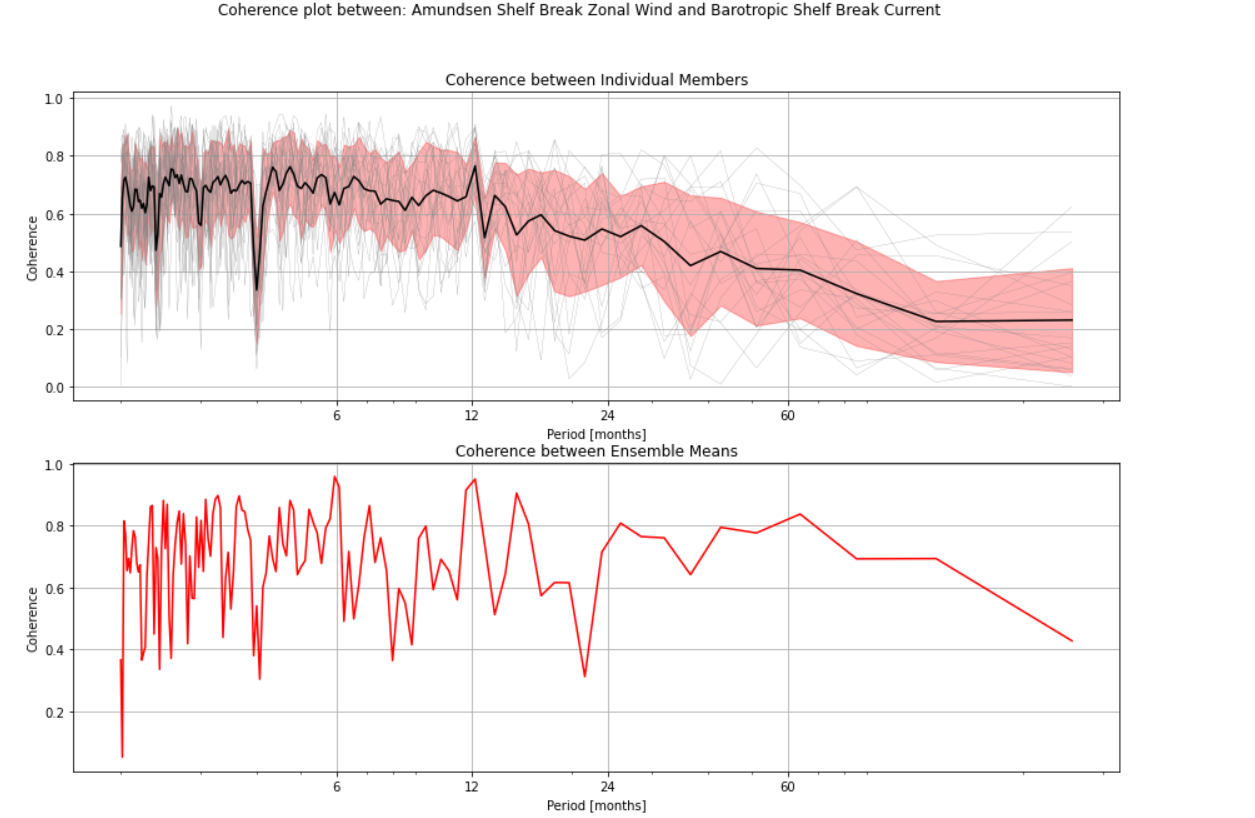 Coherence plot between: Amundsen Shelf Break Zonal Wind and Barotropic Shelf Break Current
Coherence between Individual Members
1.0
0.8
0.6
0.4
0.2
0.0
Coherence
6 12 24 60
Period [months]
Coherence between Ensemble Means
1.0
0.8
0.6
0.4
0.2
Coherence
6 12 24 60
Period [months]